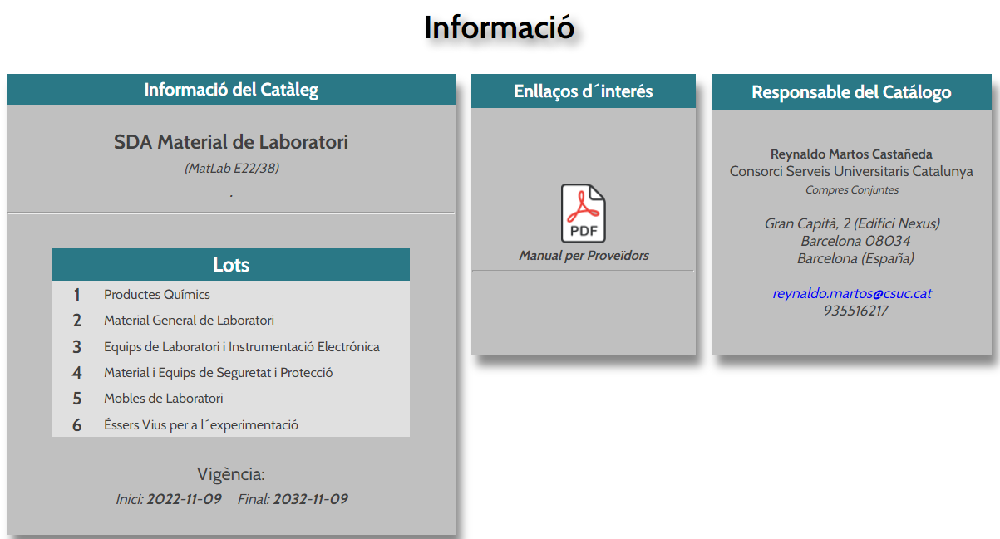 Informació
Informació del Catàleg
SDA Material de Laboratori
(MatLab E22/38)
.
Lots
1 Productes Químics
2 Material General de Laboratori
3 Equips de Laboratori i Instrumentació Electrónica
4 Material i Equips de Seguretat i Protecció
5 Mobles de Laboratori
6 Éssers Vius per a l´experimentació
Vigència:
Inici: 2022-11-09 Final: 2032-11-09
Enllaços d´interés
PDF
Manual per Proveïdors
Responsable del Catálogo
Reynaldo Martos Castañeda
Consorci Serveis Universitaris Catalunya
Compres Conjuntes
Gran Capità, 2 (Edifici Nexus)
Barcelona 08034
Barcelona (España)
reynaldo.martos@csuc.cat
935516217